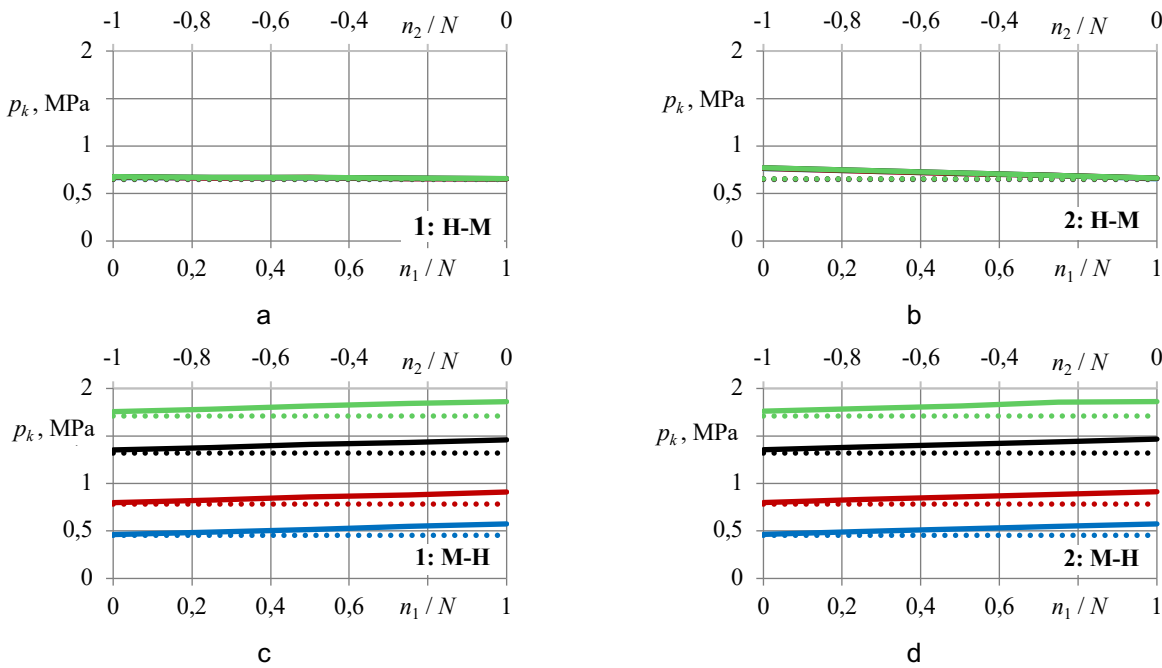 -1 -0,8 -0,6 -0,4 n₂ / N 0
2
pₖ, MPa
1
0,5
0
1: H-M
0 0,2 0,4 0,6 n₁ / N 1
a
-1 -0,8 -0,6 -0,4 n₂ / N 0
2
pₖ, MPa
1
0,5
0
2: H-M
0 0,2 0,4 0,6 n₁ / N 1
b
-1 -0,8 -0,6 -0,4 n₂ / N 0
2
pₖ, MPa
1
0,5
0
1: M-H
0 0,2 0,4 0,6 n₁ / N 1
c
-1 -0,8 -0,6 -0,4 n₂ / N 0
2
pₖ, MPa
1
0,5
0
2: M-H
0 0,2 0,4 0,6 n₁ / N 1
d